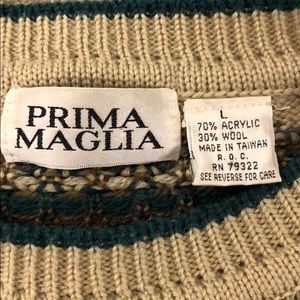 PRIMA
MAGLIA
L
70% ACRYLIC
30% WOOL
MADE IN TAIWAN
R.O.C.
RN 79322
SEE REVERSE FOR CARE